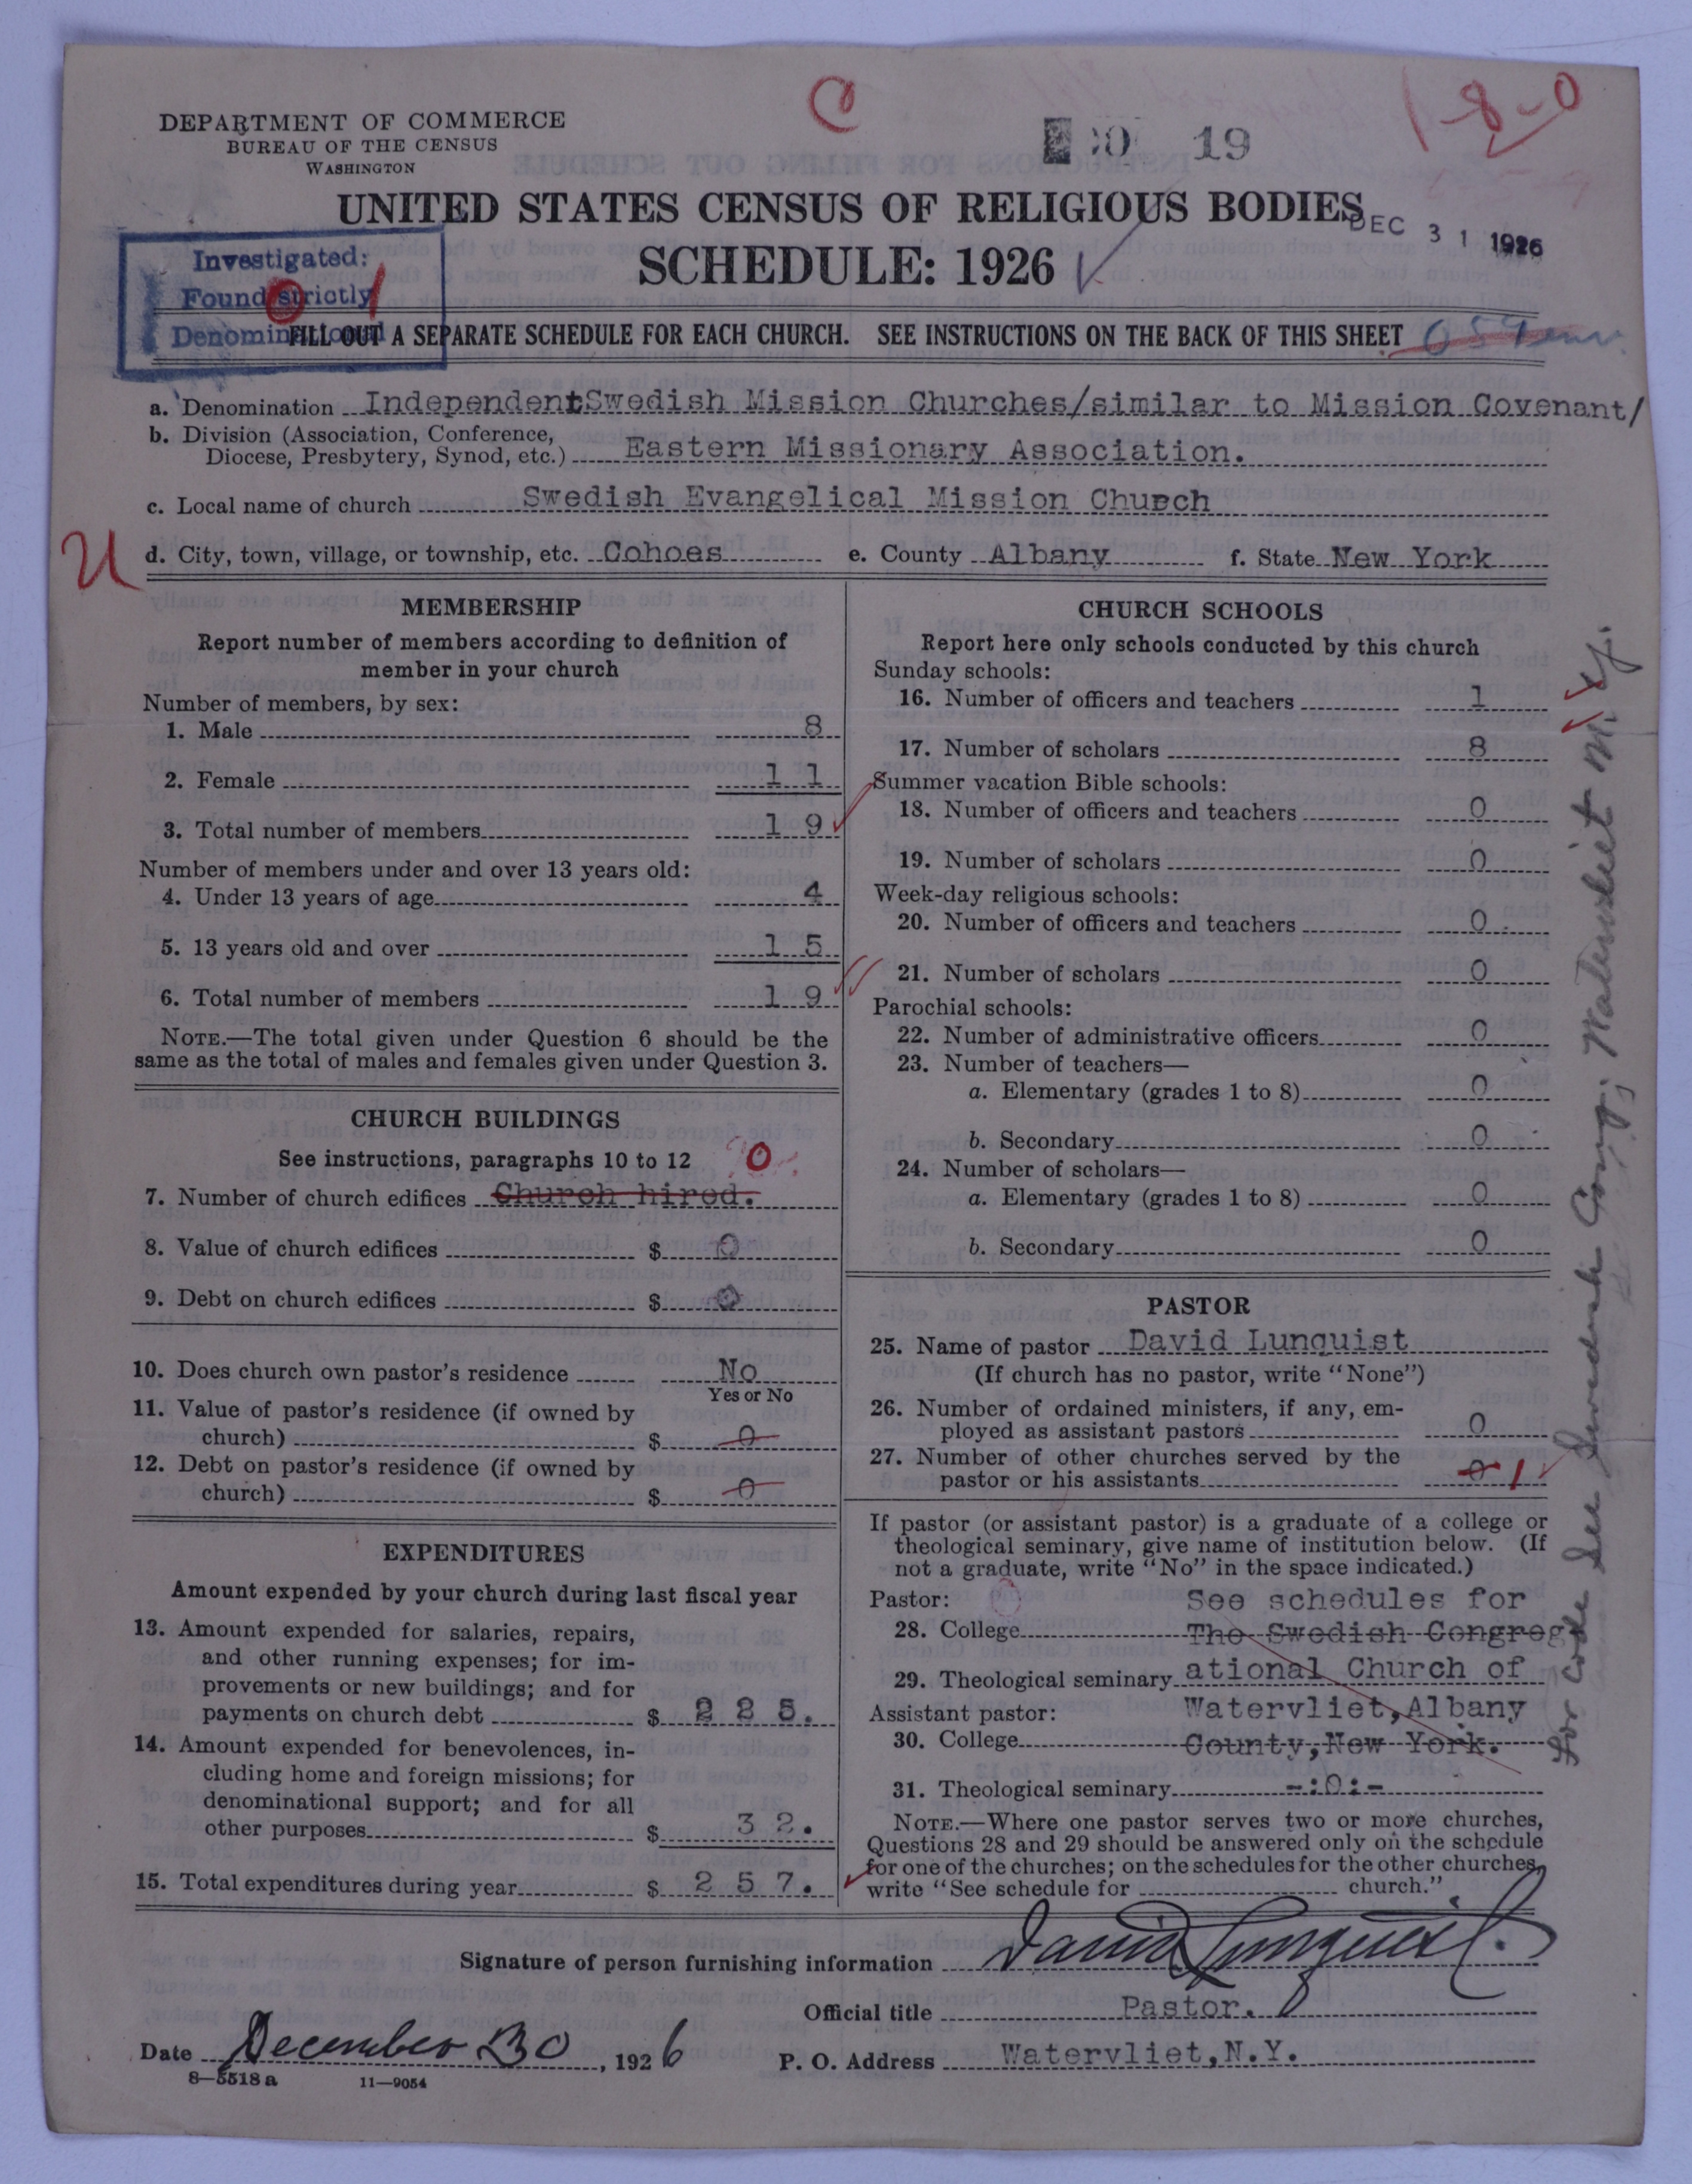 C
1-8-0
DEPARTMENT OF COMMERCE
BUREAU OF THE CENSUS
WASHINGTON
19
UNITED STATES CENSUS OF RELIGIOUS BODIES
DEC 31 1926
SCHEDULE: 1926
Investigated:
Found strictly
Denominational
FILL OUT A SEPARATE SCHEDULE FOR EACH CHURCH. SEE INSTRUCTIONS ON THE BACK OF THIS SHEET
a. Denomination IndependentSwedish Mission Churches/similar to Mission Covenant/
b. Division (Association, Conference,
Diocese, Presbytery, Synod, etc.) Eastern Missionary Association.
c. Local name of church Swedish Evangelical Mission Church
d. City, town, village, or township, etc. Cohoes e. County Albany f. State New York
MEMBERSHIP
Report number of members according to definition of
member in your church
Number of members, by sex:
1. Male 8
2. Female 11
3. Total number of members 19
Number of members under and over 13 years old:
4. Under 13 years of age 4
5. 13 years old and over 15
6. Total number of members 19
NOTE.—The total given under Question 6 should be the
same as the total of males and females given under Question 3.
CHURCH BUILDINGS
See instructions, paragraphs 10 to 12 0
7. Number of church edifices Church hired.
8. Value of church edifices $ 0
9. Debt on church edifices $ 0
10. Does church own pastor's residence No
Yes or No
11. Value of pastor's residence (if owned by
church) $ 0
12. Debt on pastor's residence (if owned by
church) $ 0
EXPENDITURES
Amount expended by your church during last fiscal year
13. Amount expended for salaries, repairs,
and other running expenses; for im-
provements or new buildings; and for
payments on church debt $ 225.
14. Amount expended for benevolences, in-
cluding home and foreign missions; for
denominational support; and for all
other purposes $ 32.
15. Total expenditures during year $ 257.
CHURCH SCHOOLS
Report here only schools conducted by this church
Sunday schools:
16. Number of officers and teachers 1
17. Number of scholars 8
Summer vacation Bible schools:
18. Number of officers and teachers 0
19. Number of scholars 0
Week-day religious schools:
20. Number of officers and teachers 0
21. Number of scholars 0
Parochial schools:
22. Number of administrative officers 0
23. Number of teachers—
a. Elementary (grades 1 to 8) 0
b. Secondary 0
24. Number of scholars—
a. Elementary (grades 1 to 8) 0
b. Secondary 0
PASTOR
25. Name of pastor David Lunquist
(If church has no pastor, write "None")
26. Number of ordained ministers, if any, em-
ployed as assistant pastors 0
27. Number of other churches served by the
pastor or his assistants 0 1
If pastor (or assistant pastor) is a graduate of a college or
theological seminary, give name of institution below. (If
not a graduate, write "No" in the space indicated.)
Pastor: See schedules for
28. College The Swedish Congreg
29. Theological seminary ational Church of
Assistant pastor: Watervliet, Albany
30. College County, New York.
31. Theological seminary -:0:-
NOTE.—Where one pastor serves two or more churches,
Questions 28 and 29 should be answered only on the schedule
for one of the churches; on the schedules for the other churches,
write "See schedule for church."
for code See Swedish Cong; Watervliet N.Y.
Signature of person furnishing information David Lunquist.
Official title Pastor.
Date December 30, 1926 P. O. Address Watervliet, N.Y.
8—5518 a 11—9054